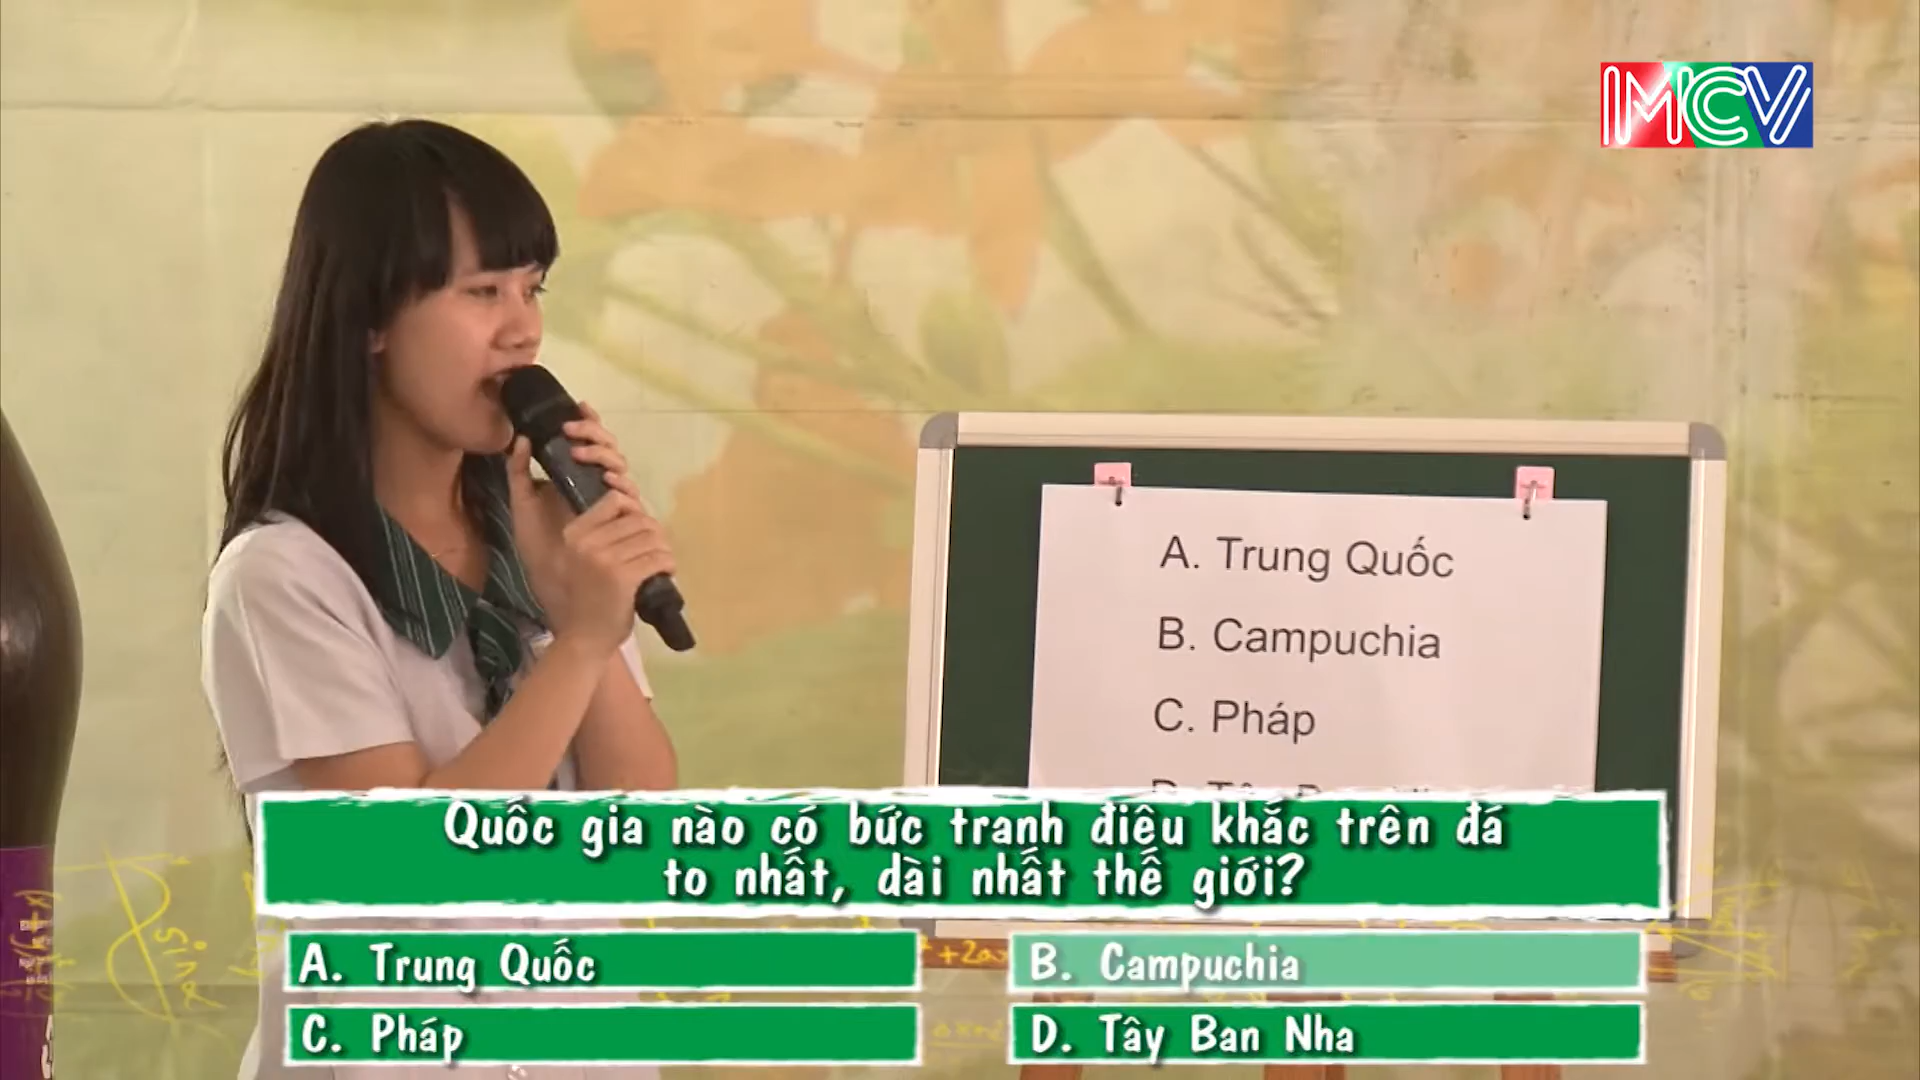 MCV
A. Trung Quốc
B. Campuchia
C. Pháp
Quốc gia nào có bức tranh điêu khắc trên đá
to nhất, dài nhất thế giới?
A. Trung Quốc
B. Campuchia
C. Pháp
D. Tây Ban Nha